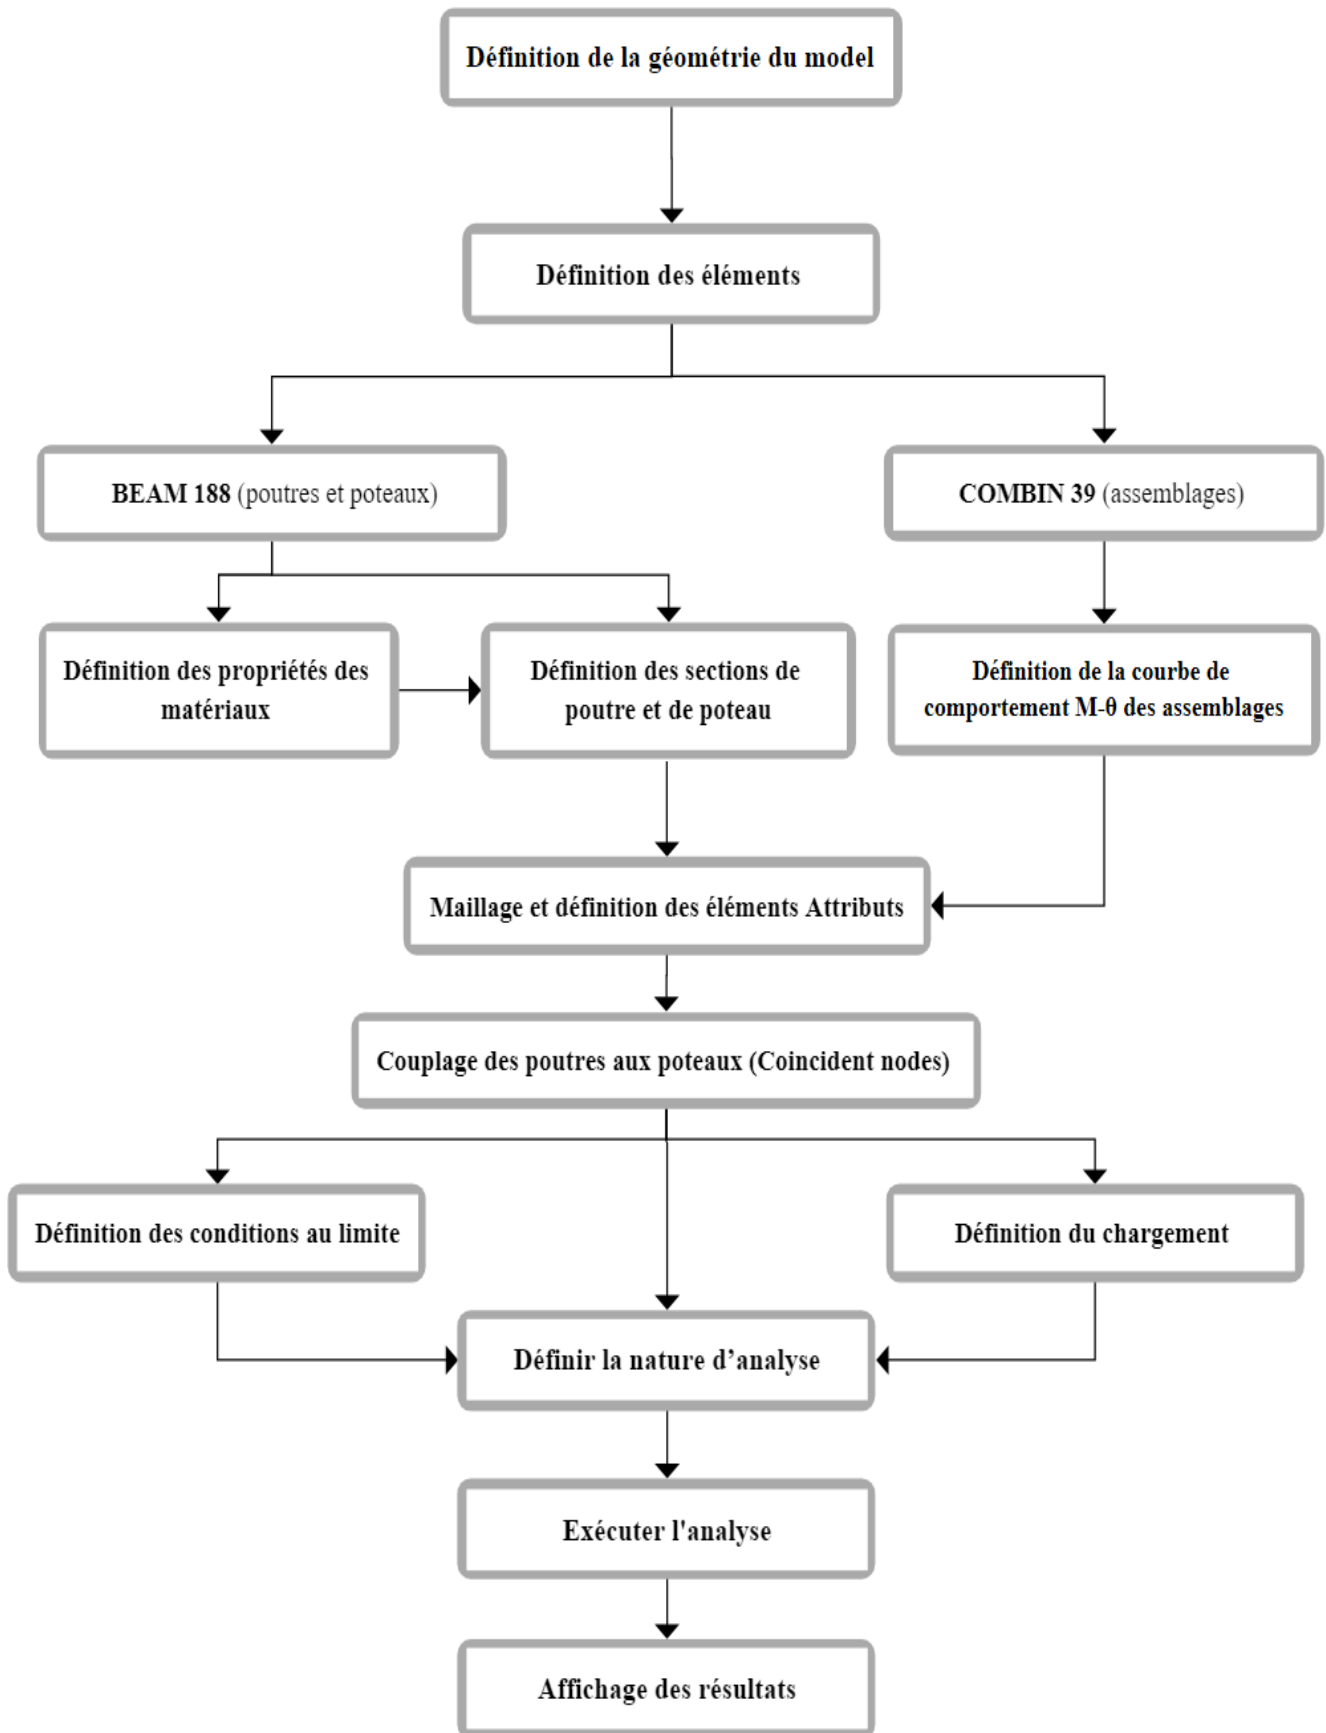 Définition de la géométrie du model
Définition des éléments
BEAM 188 (poutres et poteaux)
COMBIN 39 (assemblages)
Définition des propriétés des
matériaux
Définition des sections de
poutre et de poteau
Définition de la courbe de
comportement M-θ des assemblages
Maillage et définition des éléments Attributs
Couplage des poutres aux poteaux (Coincident nodes)
Définition des conditions au limite
Définition du chargement
Définir la nature d’analyse
Exécuter l'analyse
Affichage des résultats